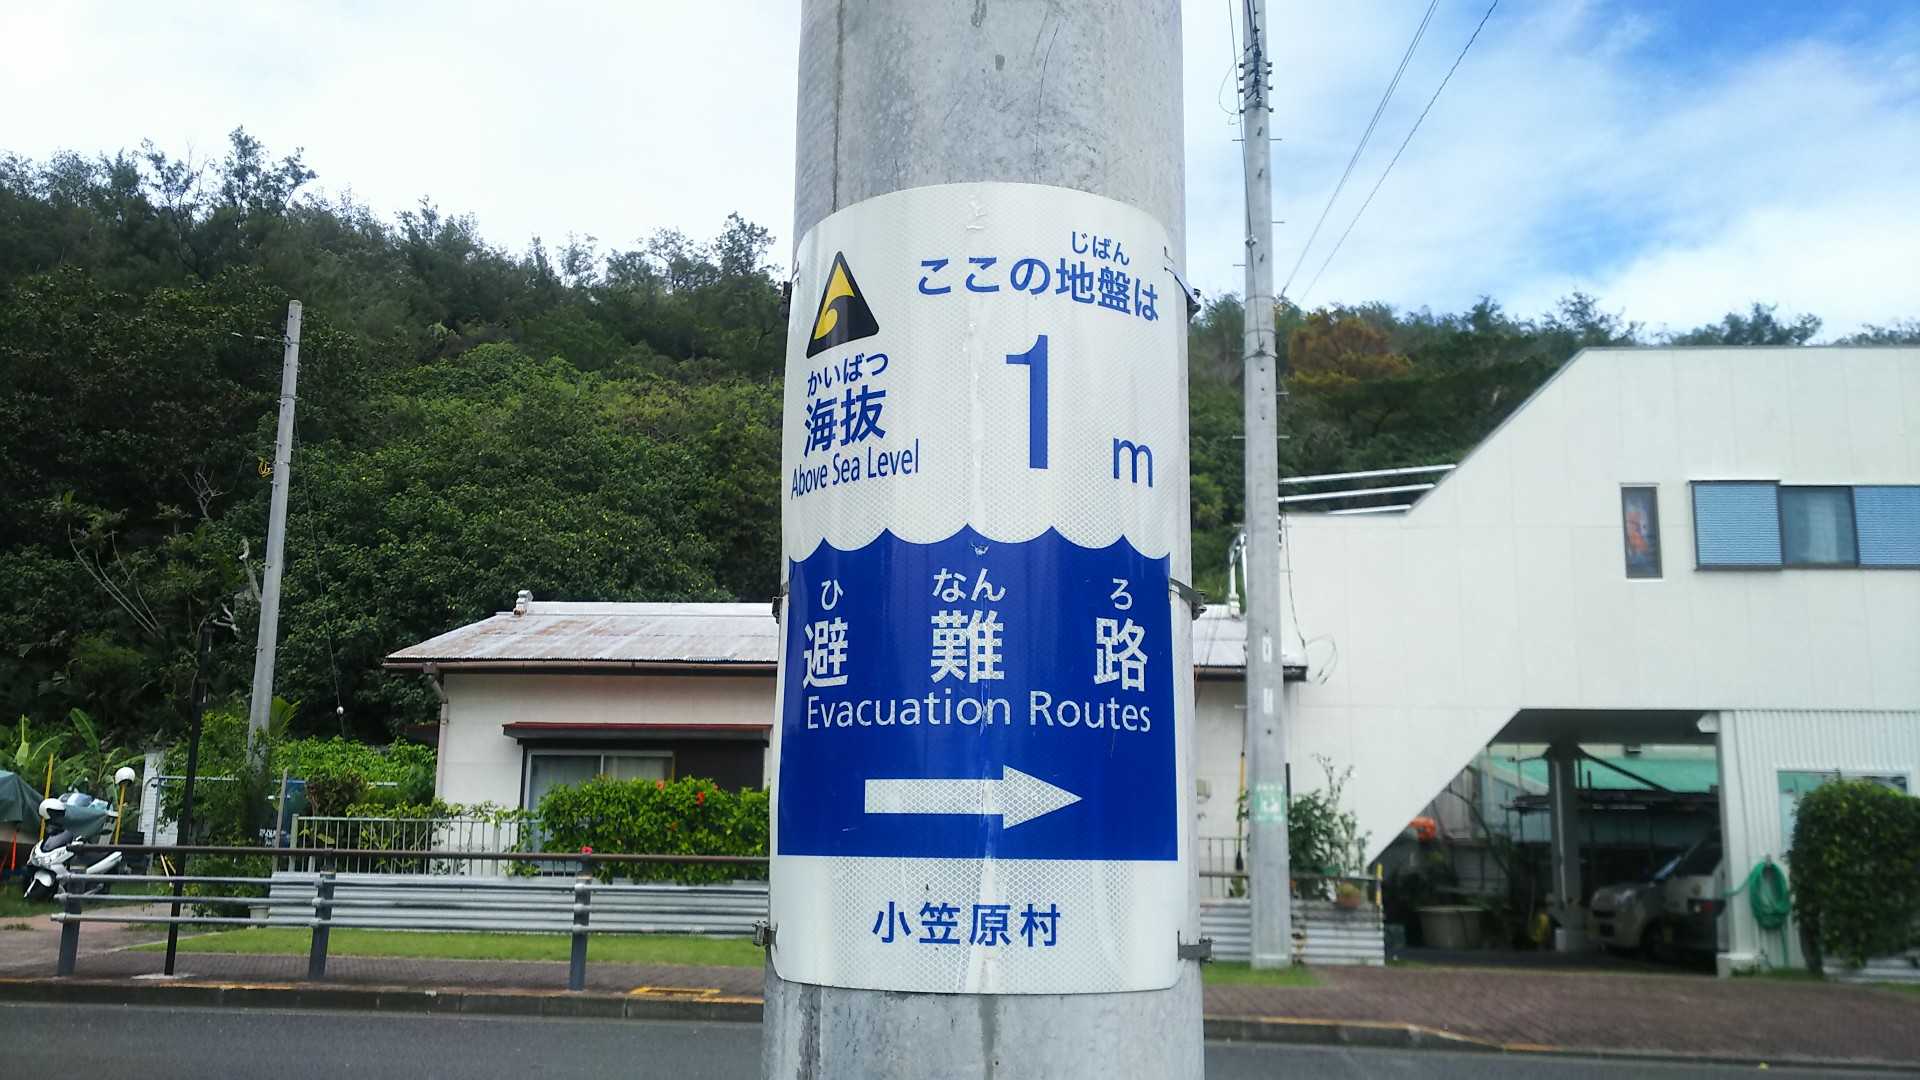 じばん
ここの地盤は
かいばつ
海抜
Above Sea Level
1 m
ひ なん ろ
避難路
Evacuation Routes
小笠原村